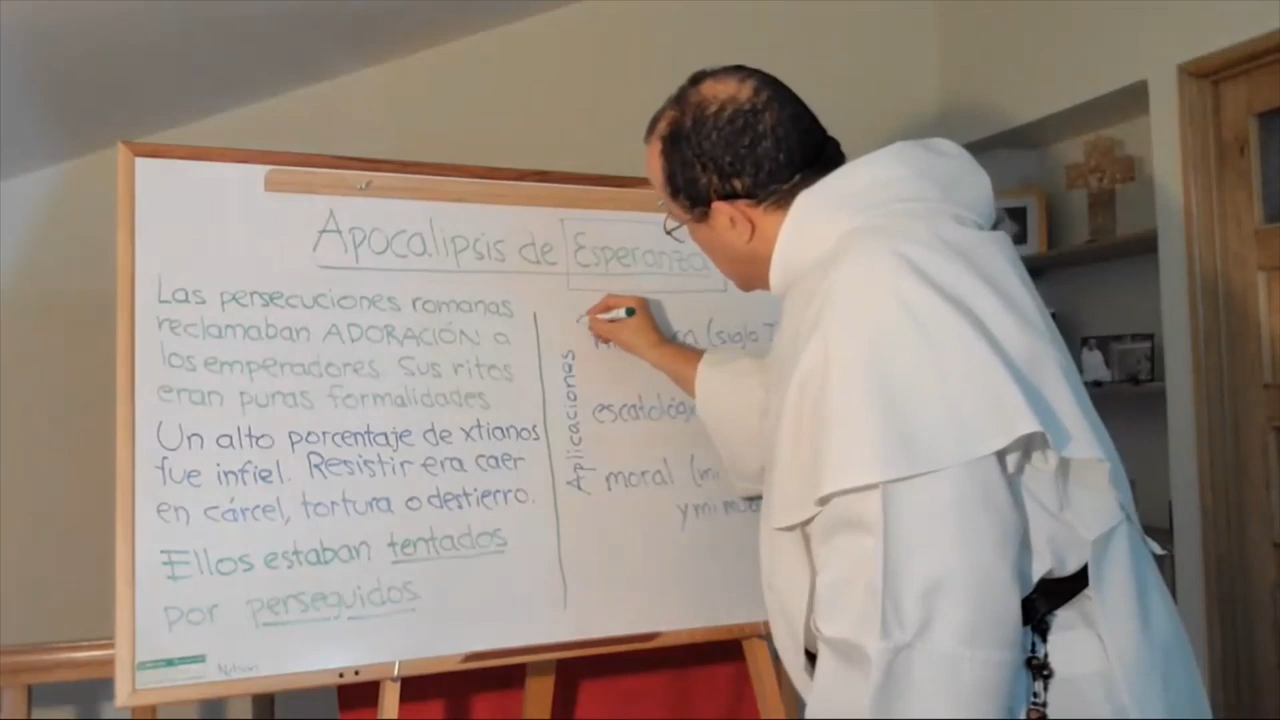 Apocalipsis de Esperanza
Las persecuciones romanas
reclamaban ADORACIÓN a
los emperadores. Sus ritos
eran puras formalidades
Un alto porcentaje de xtianos
fue infiel. Resistir era caer
en cárcel, tortura o destierro.
Ellos estaban tentados
por perseguidos
Aplicaciones
(siglo I
escatológi
moral (mi
y mi